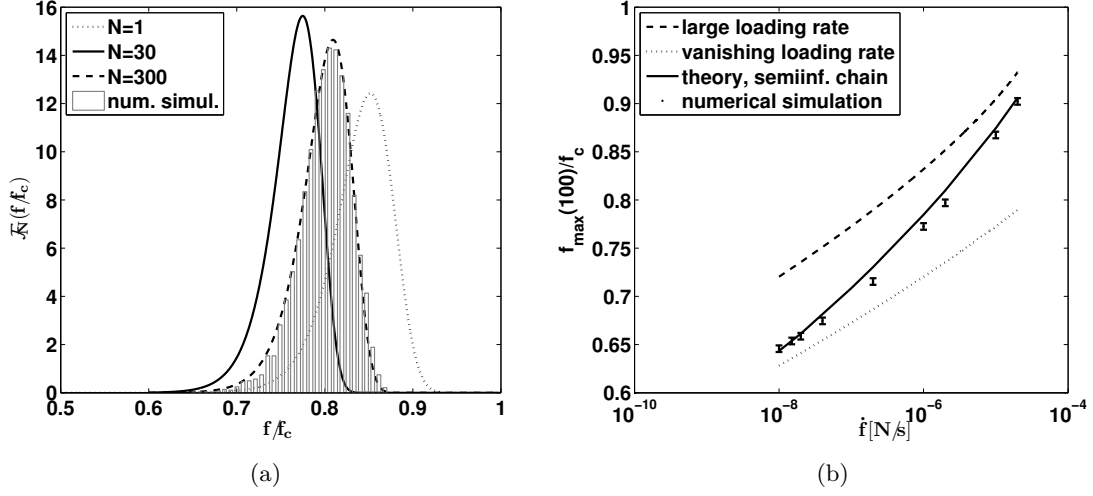 16
14
12
10
8
6
4
2
0
ℱN(f/fc)
N=1
N=30
N=300
num. simul.
0.5 0.6 0.7 0.8 0.9 1
f/fc
(a)
1
0.95
0.9
0.85
0.8
0.75
0.7
0.65
0.6
f_max(100)/f_c
large loading rate
vanishing loading rate
theory, semiinf. chain
numerical simulation
10^-10 10^-8 10^-6 10^-4
ḟ[N/s]
(b)